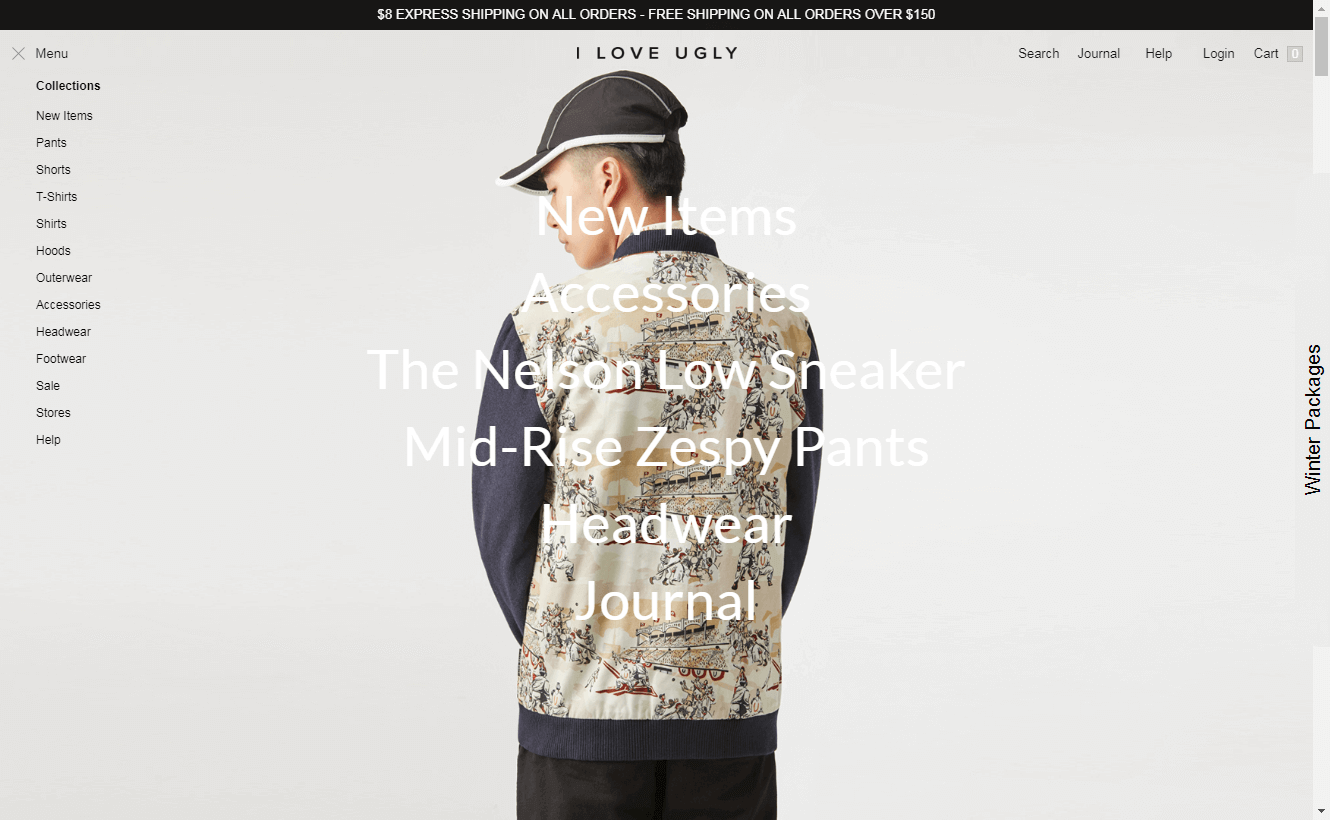 $8 EXPRESS SHIPPING ON ALL ORDERS - FREE SHIPPING ON ALL ORDERS OVER $150
Menu
I LOVE UGLY
Search Journal Help Login Cart 0
Collections
New Items
Pants
Shorts
T-Shirts
Shirts
Hoods
Outerwear
Accessories
Headwear
Footwear
Sale
Stores
Help
New Items
Accessories
The Nelson Low Sneaker
Mid-Rise Zespy Pants
Headwear
Journal
Winter Packages